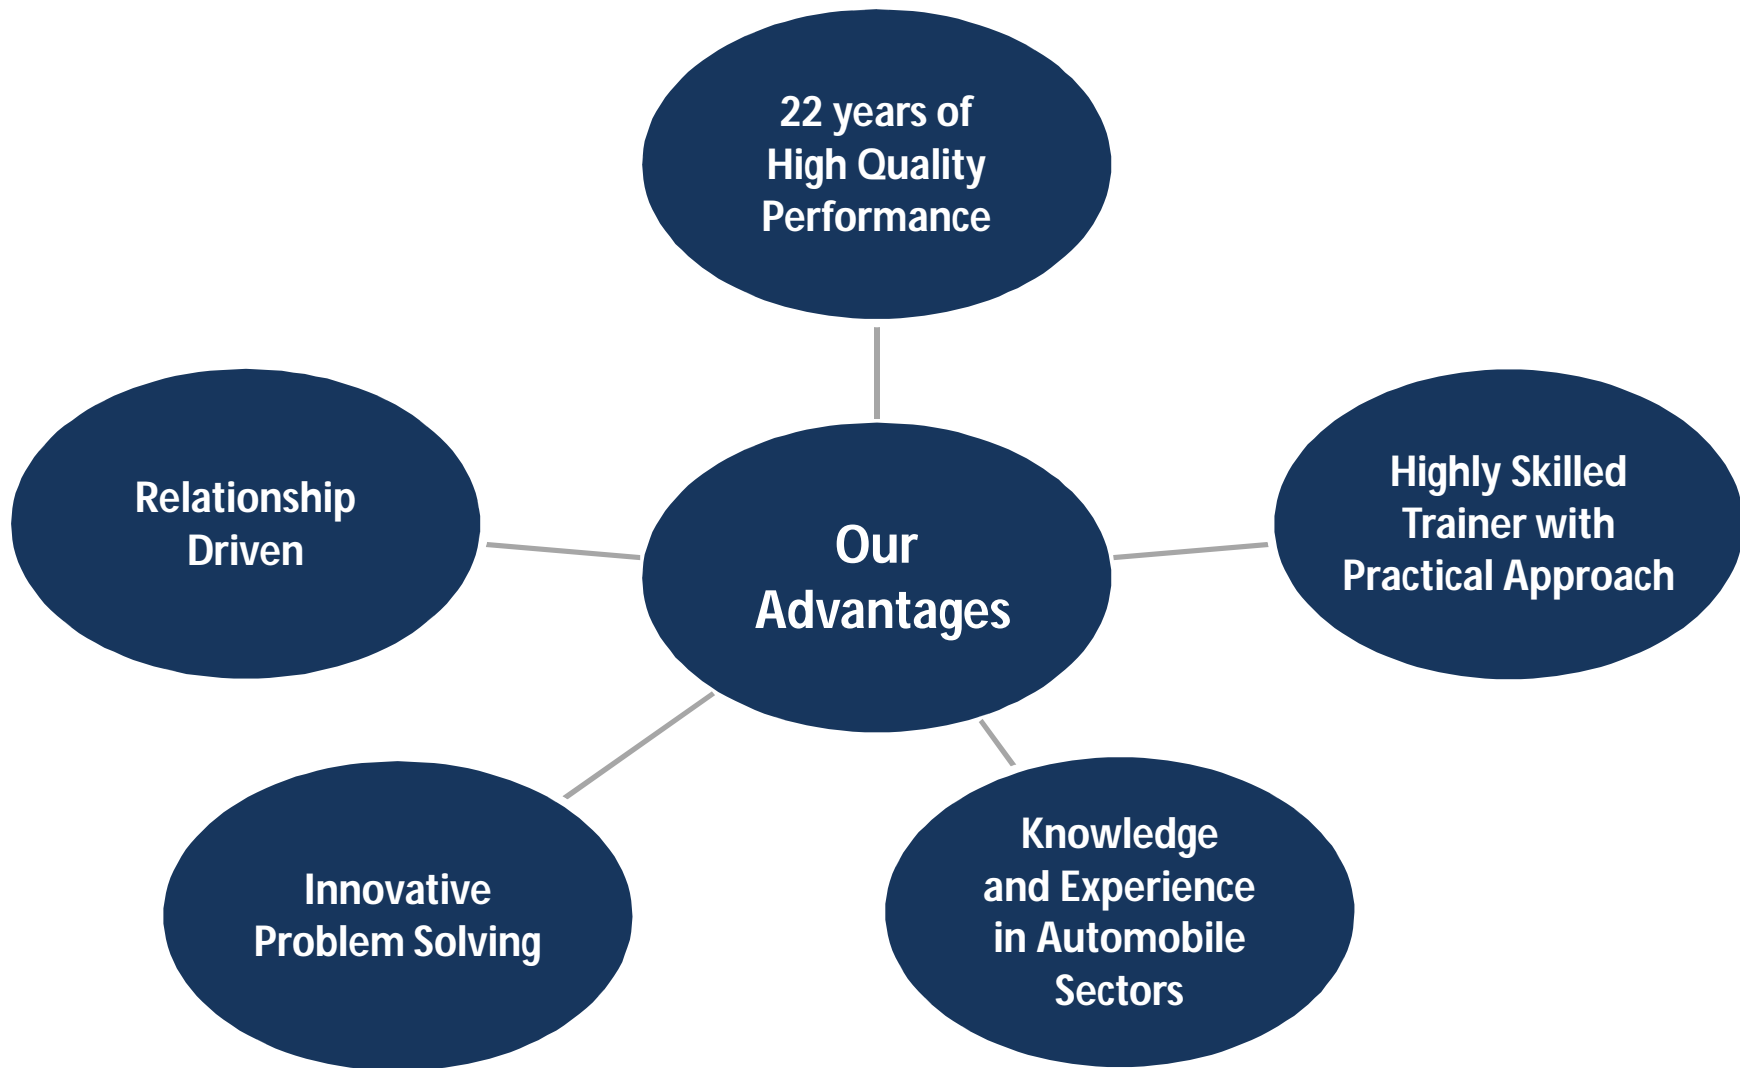 22 years of
High Quality
Performance
Relationship
Driven
Our
Advantages
Highly Skilled
Trainer with
Practical Approach
Innovative
Problem Solving
Knowledge
and Experience
in Automobile
Sectors